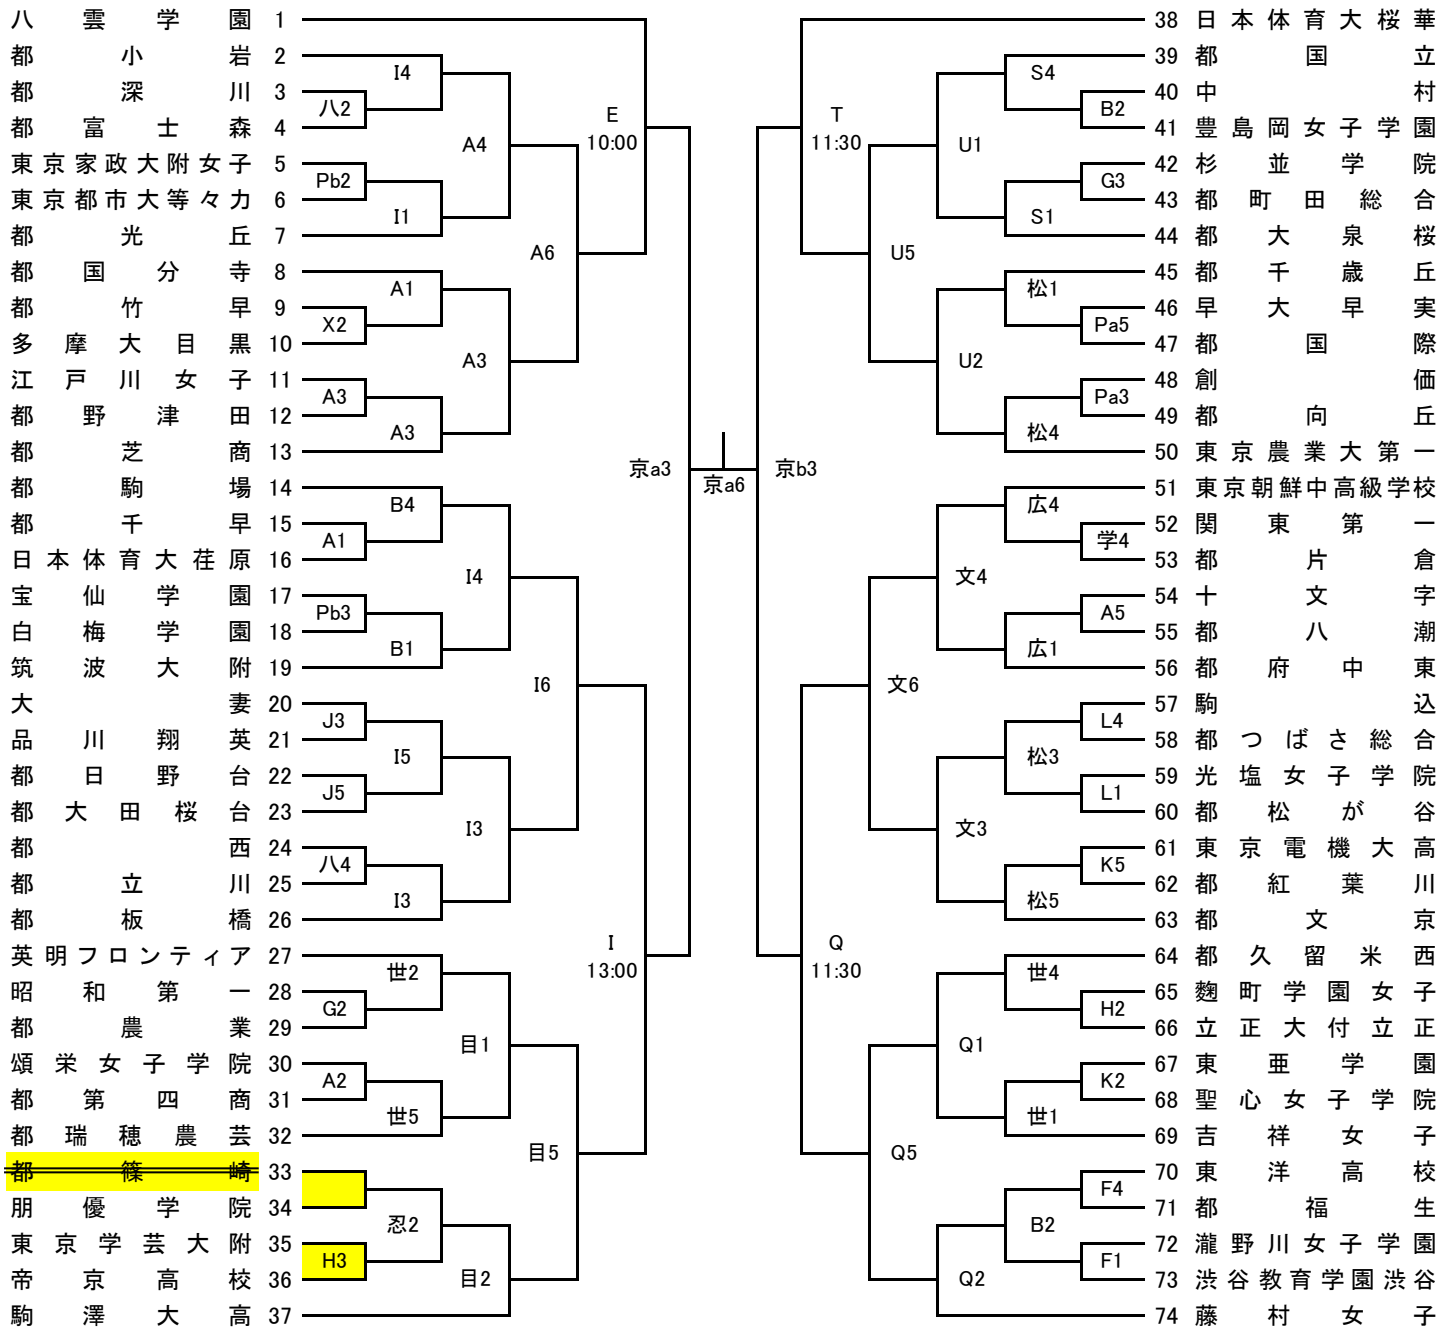 八雲学園 1
都小岩 2
都深川 3
都富士森 4
東京家政大附女子 5
東京都市大等々力 6
都光丘 7
都国分寺 8
都竹早 9
多摩大目黒 10
江戸川女子 11
都野津田 12
都芝商 13
都駒場 14
都千早 15
日本体育大荏原 16
宝仙学園 17
白梅学園 18
筑波大附 19
大妻 20
品川翔英 21
都日野台 22
都大田桜台 23
都西 24
都立川 25
都板橋 26
英明フロンティア 27
昭和第一 28
都農業 29
頌栄女子学院 30
都第四商 31
都瑞穂農芸 32
都篠崎 33
朋優学院 34
東京学芸大附 35
帝京高校 36
駒澤大高 37
I4
八2
Pb2
I1
A1
X2
A3
A3
B4
A1
Pb3
B1
J3
I5
J5
八4
I3
世2
G2
A2
世5
忍2
H3
A4
A3
I4
I3
目1
目2
A6
I6
目5
E
10:00
I
13:00
京a3
京a6
京b3
T
11:30
Q
11:30
U5
文6
Q5
U1
U2
文4
文3
Q1
Q2
S4
B2
G3
S1
松1
Pa5
Pa3
松4
広4
学4
A5
広1
L4
松3
L1
K5
松5
世4
H2
K2
世1
F4
B2
F1
38 日本体育大桜華
39 都国立
40 中村
41 豊島岡女子学園
42 杉並学院
43 都町田総合
44 都大泉桜
45 都千歳丘
46 早大早実
47 都国際
48 創価
49 都向丘
50 東京農業大第一
51 東京朝鮮中高級学校
52 関東第一
53 都片倉
54 十文字
55 都八潮
56 都府中東
57 駒込
58 都つばさ総合
59 光塩女子学院
60 都松が谷
61 東京電機大高
62 都紅葉川
63 都文京
64 都久留米西
65 麴町学園女子
66 立正大付立正
67 東亜学園
68 聖心女子学院
69 吉祥女子
70 東洋高校
71 都福生
72 瀧野川女子学園
73 渋谷教育学園渋谷
74 藤村女子